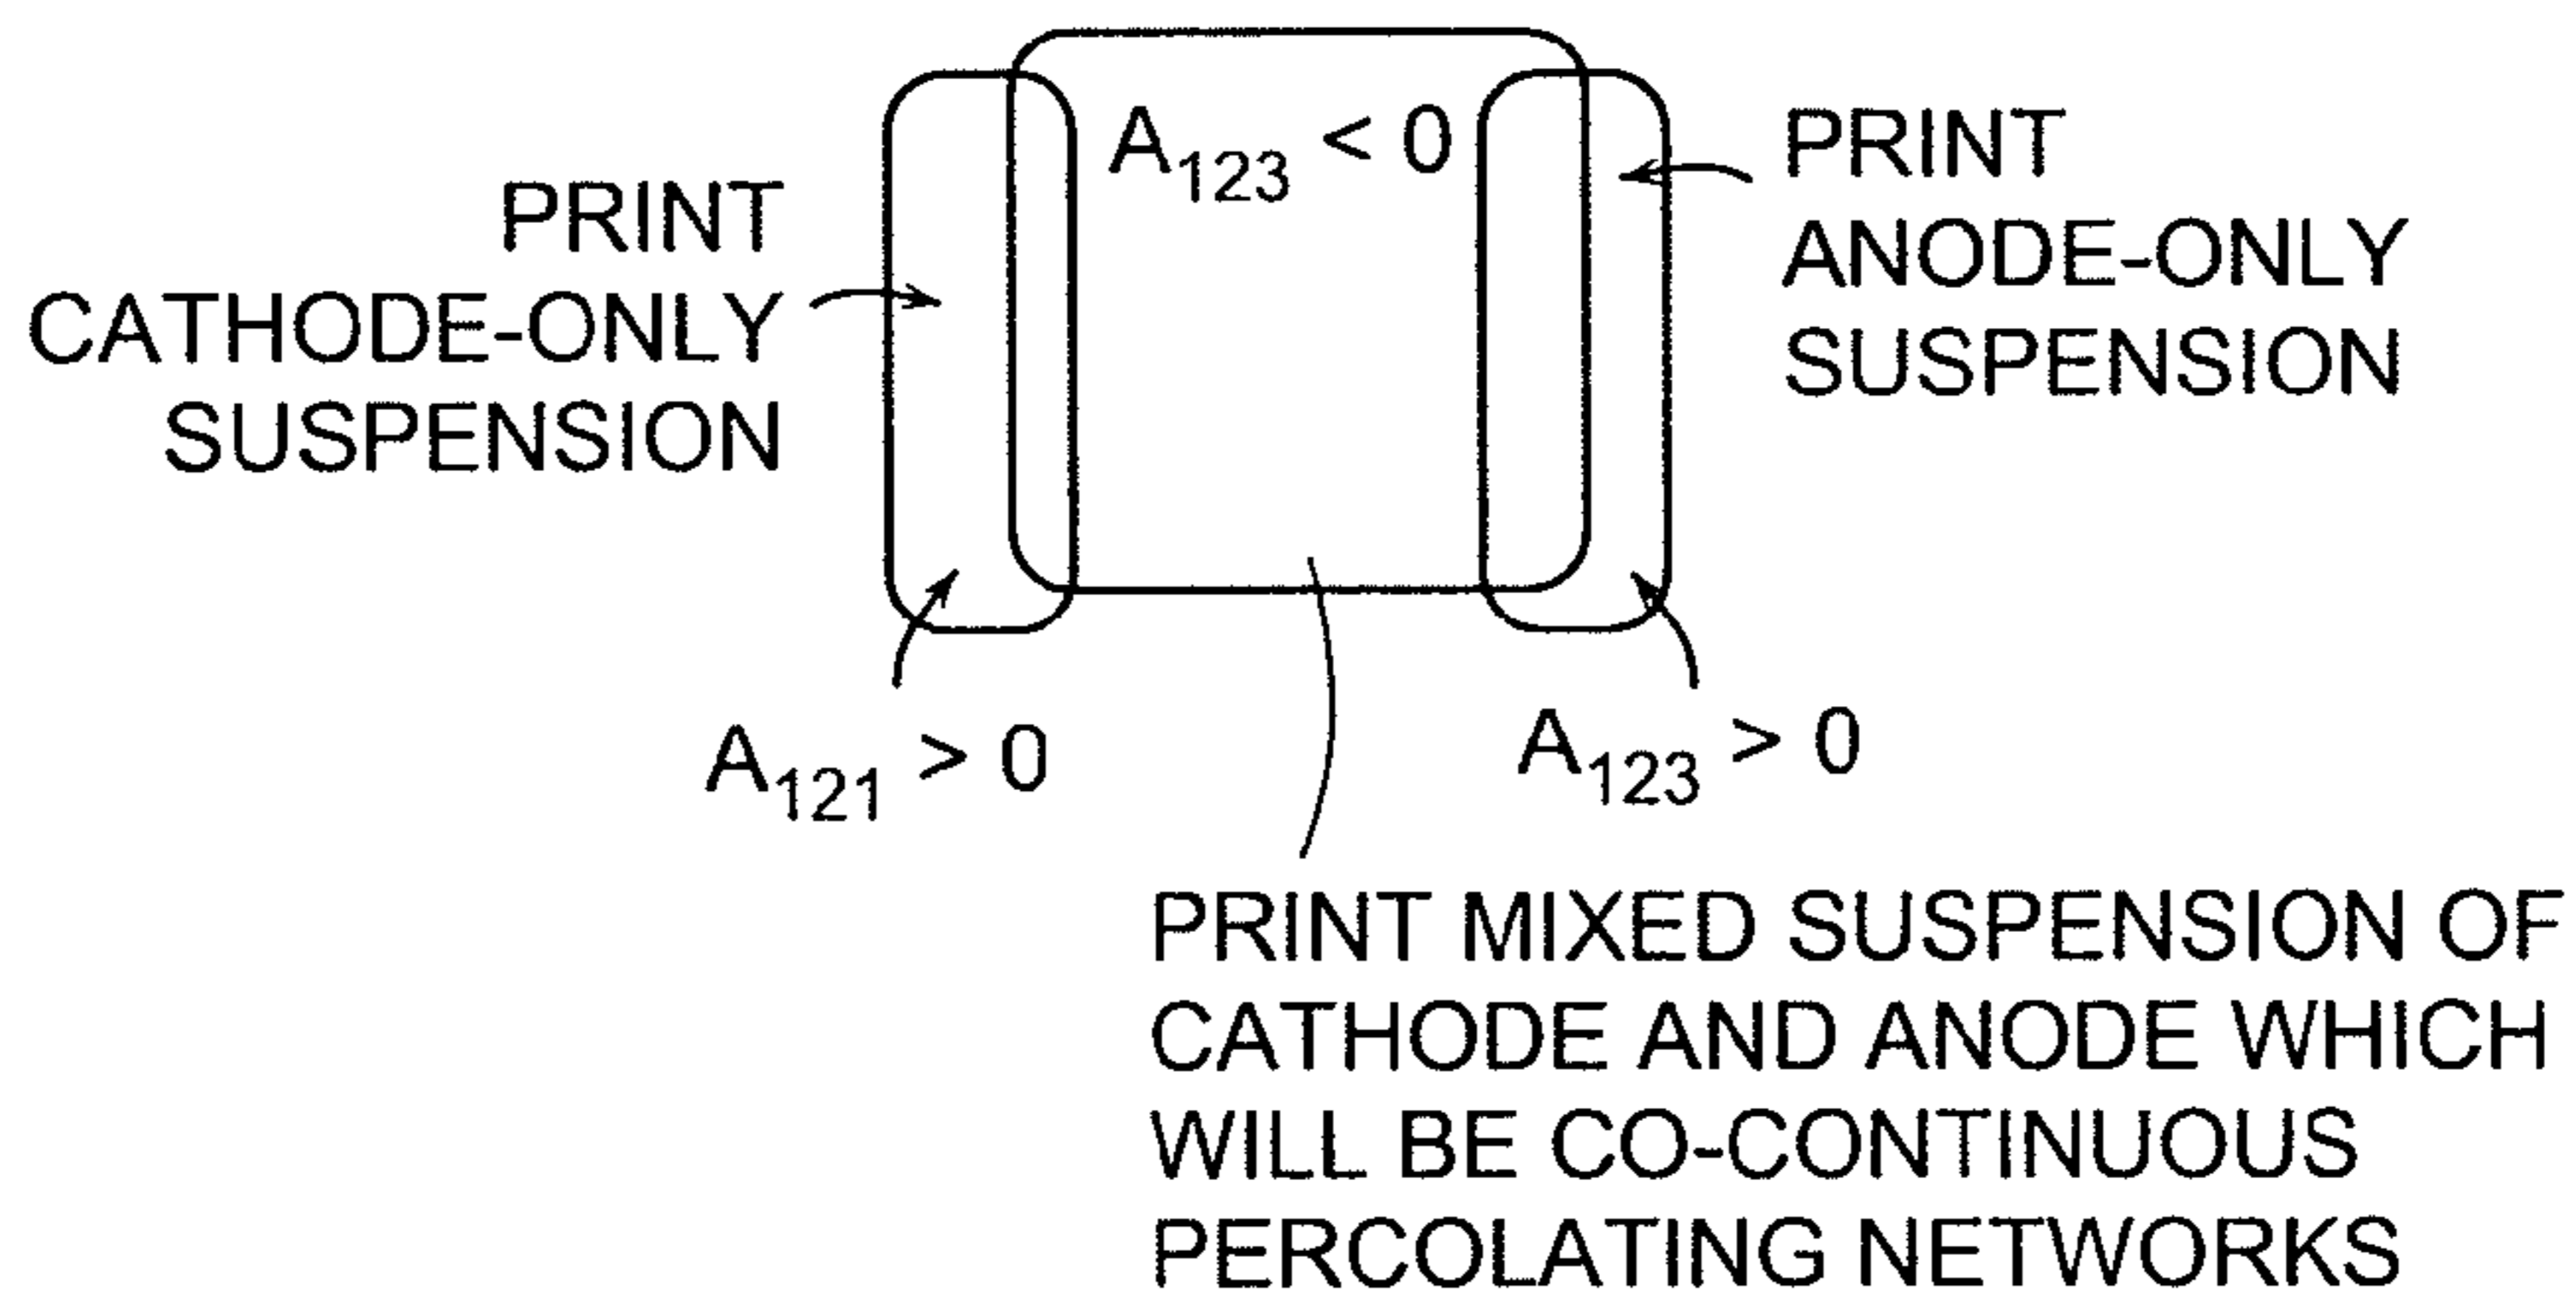 PRINT
CATHODE-ONLY
SUSPENSION
A₁₂₃ < 0
PRINT
ANODE-ONLY
SUSPENSION
A₁₂₁ > 0
A₁₂₃ > 0
PRINT MIXED SUSPENSION OF
CATHODE AND ANODE WHICH
WILL BE CO-CONTINUOUS
PERCOLATING NETWORKS